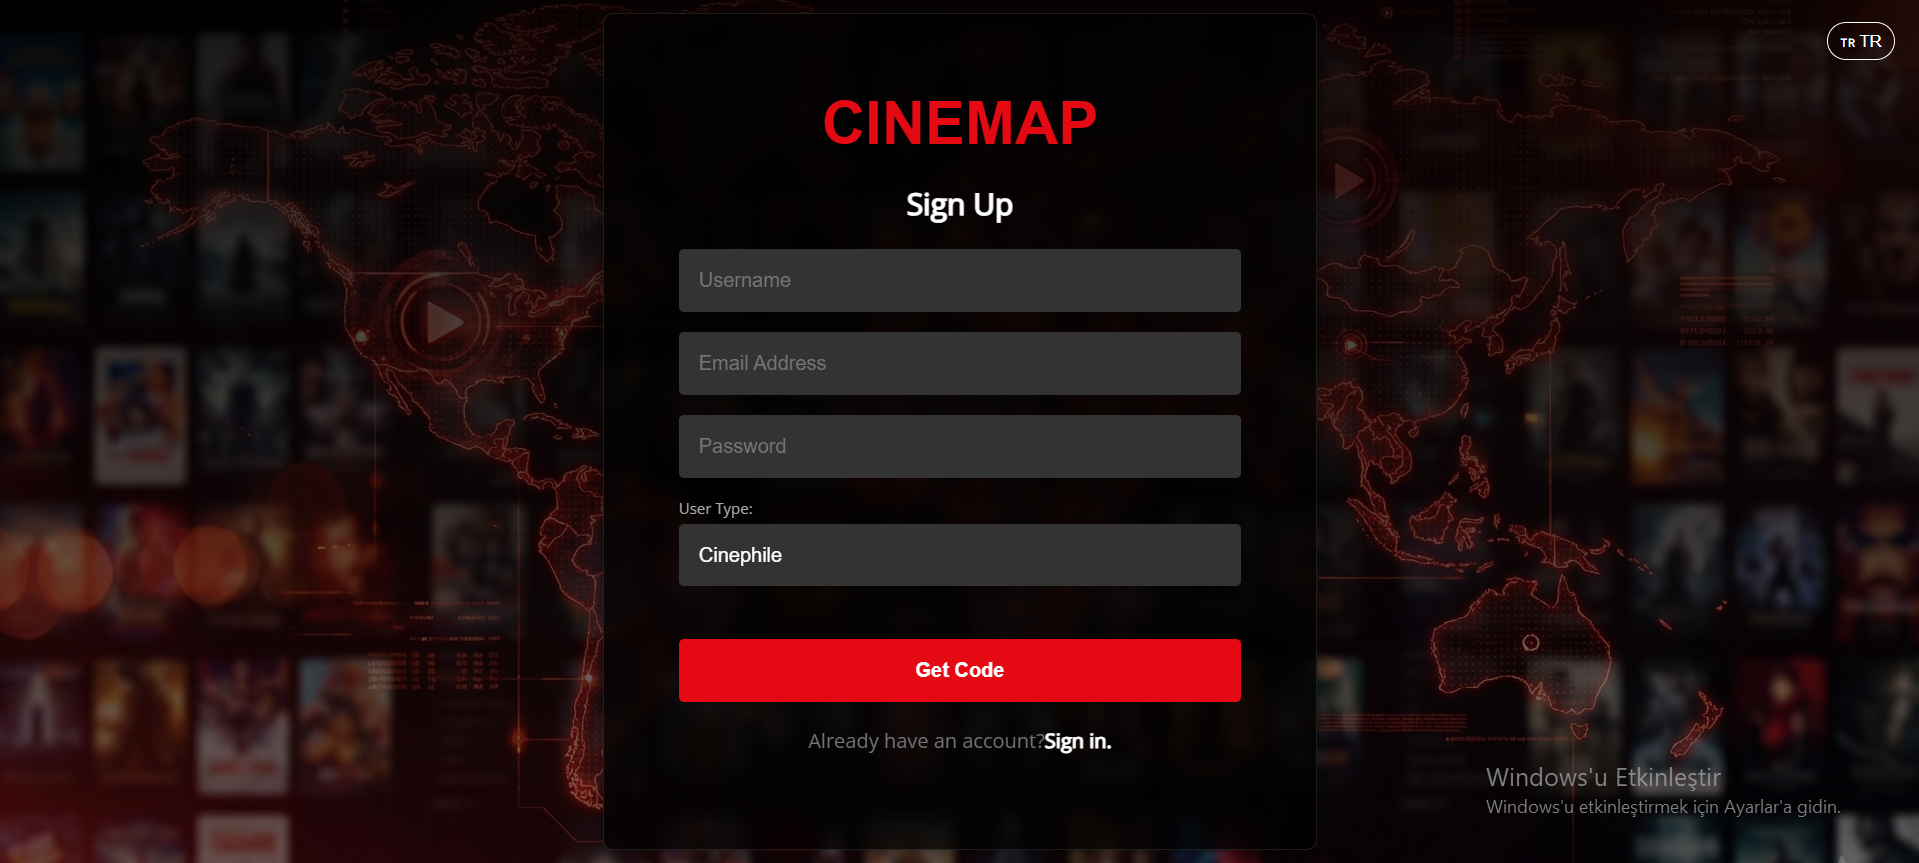 TR TR
CINEMAP
Sign Up
Username
Email Address
Password
User Type:
Cinephile
Get Code
Already have an account?Sign in.
Windows'u Etkinleştir
Windows'u etkinleştirmek için Ayarlar'a gidin.